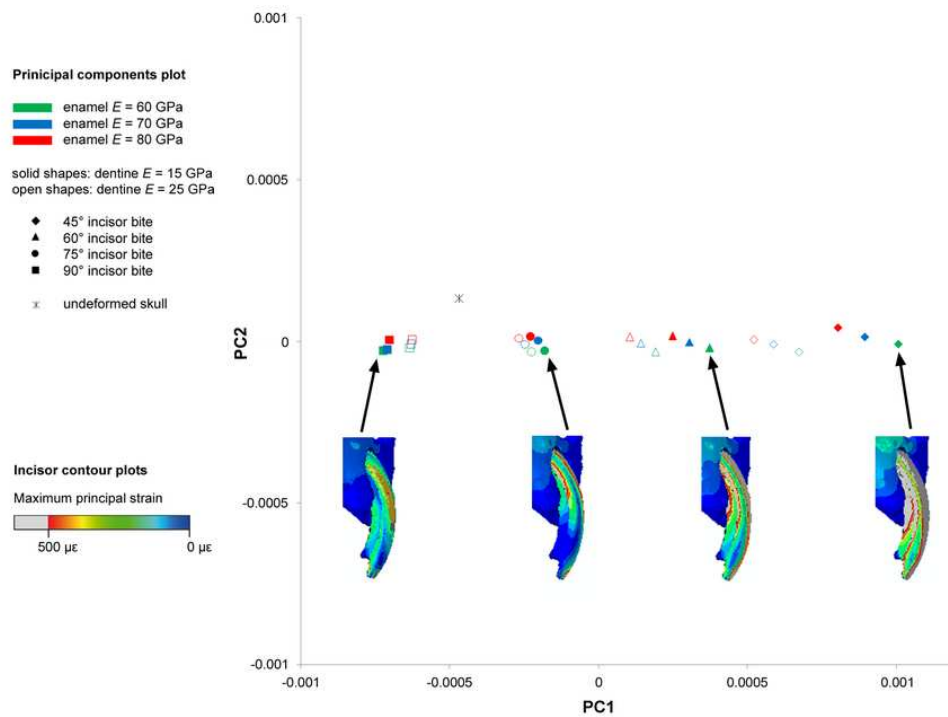 Prinicipal components plot
enamel E = 60 GPa
enamel E = 70 GPa
enamel E = 80 GPa
solid shapes: dentine E = 15 GPa
open shapes: dentine E = 25 GPa
45° incisor bite
60° incisor bite
75° incisor bite
90° incisor bite
undeformed skull
Incisor contour plots
Maximum principal strain
500 µε
0 µε
0.001
0.0005
0
-0.0005
-0.001
PC2
-0.001
-0.0005
0
0.0005
0.001
PC1